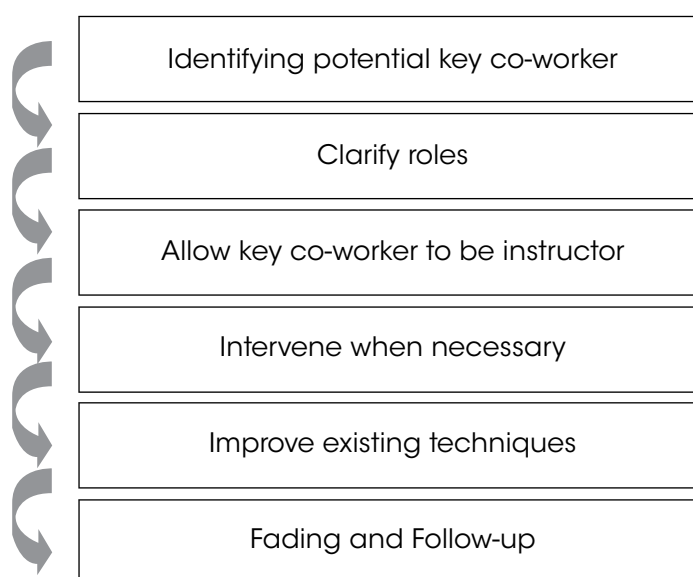 Identifying potential key co-worker
Clarify roles
Allow key co-worker to be instructor
Intervene when necessary
Improve existing techniques
Fading and Follow-up